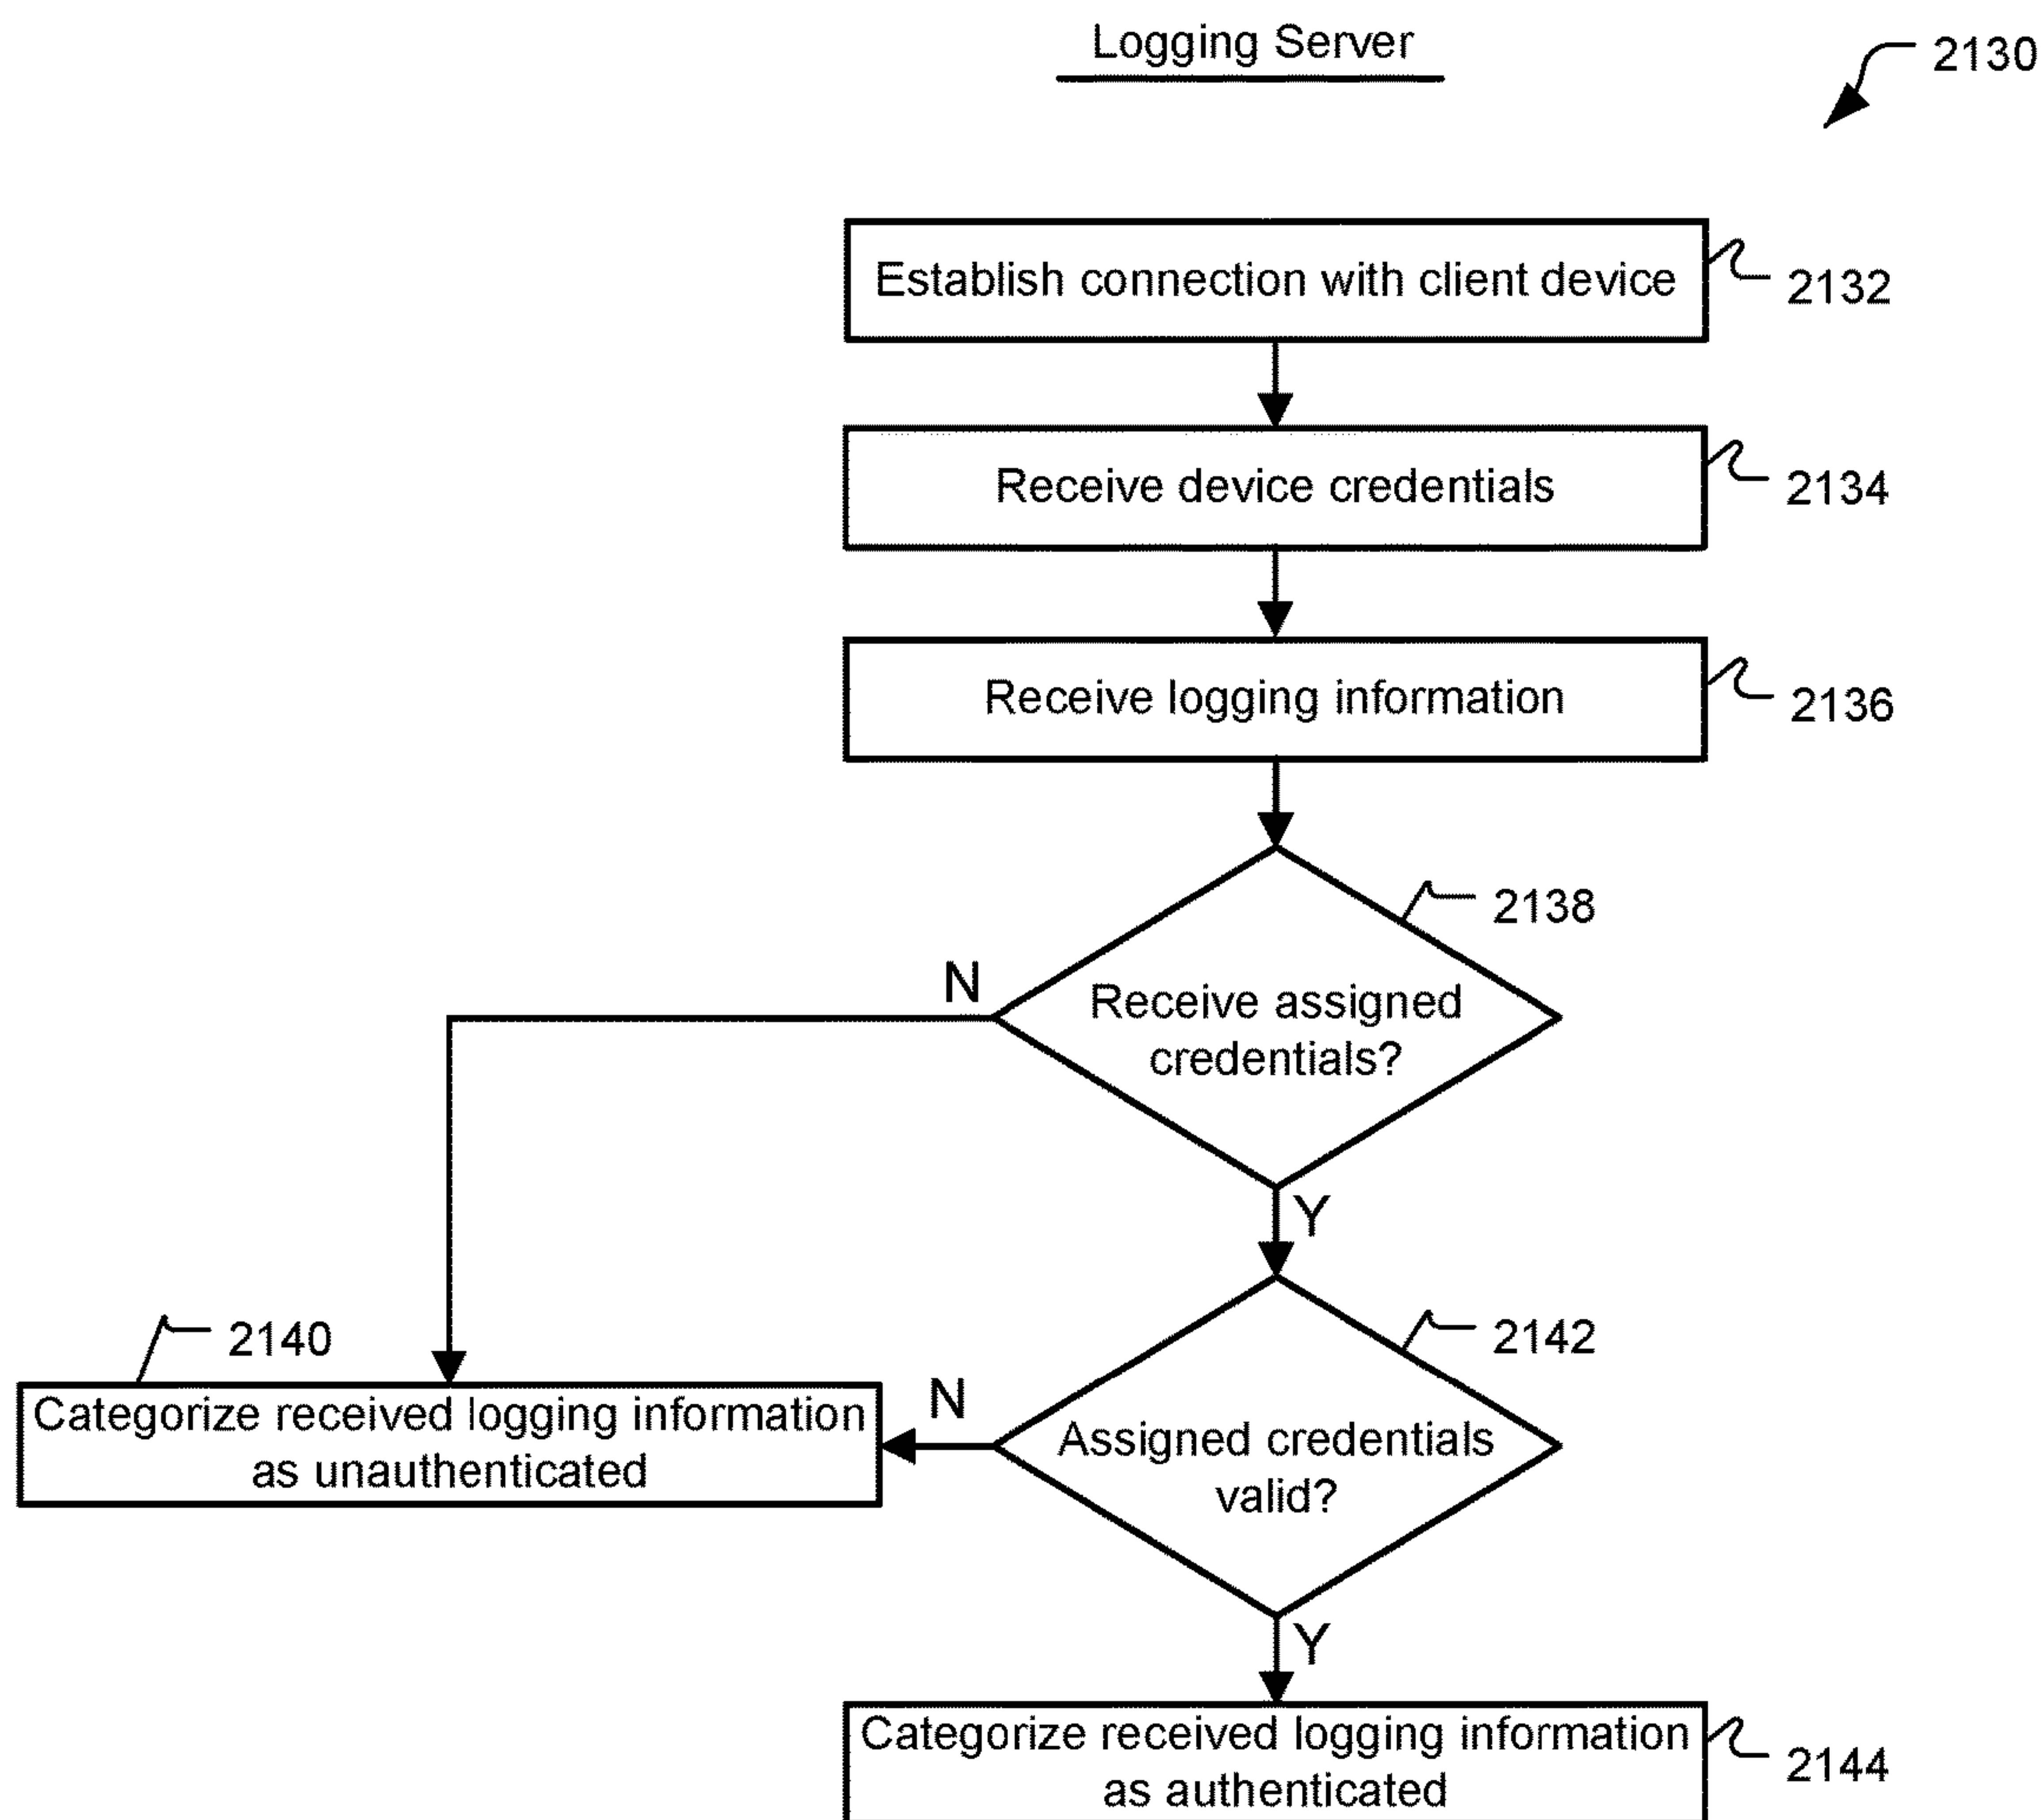 Logging Server
2130
Establish connection with client device
2132
Receive device credentials
2134
Receive logging information
2136
2138
N
Receive assigned
credentials?
Y
2140
2142
Categorize received logging information
as unauthenticated
N
Assigned credentials
valid?
Y
Categorize received logging information
as authenticated
2144